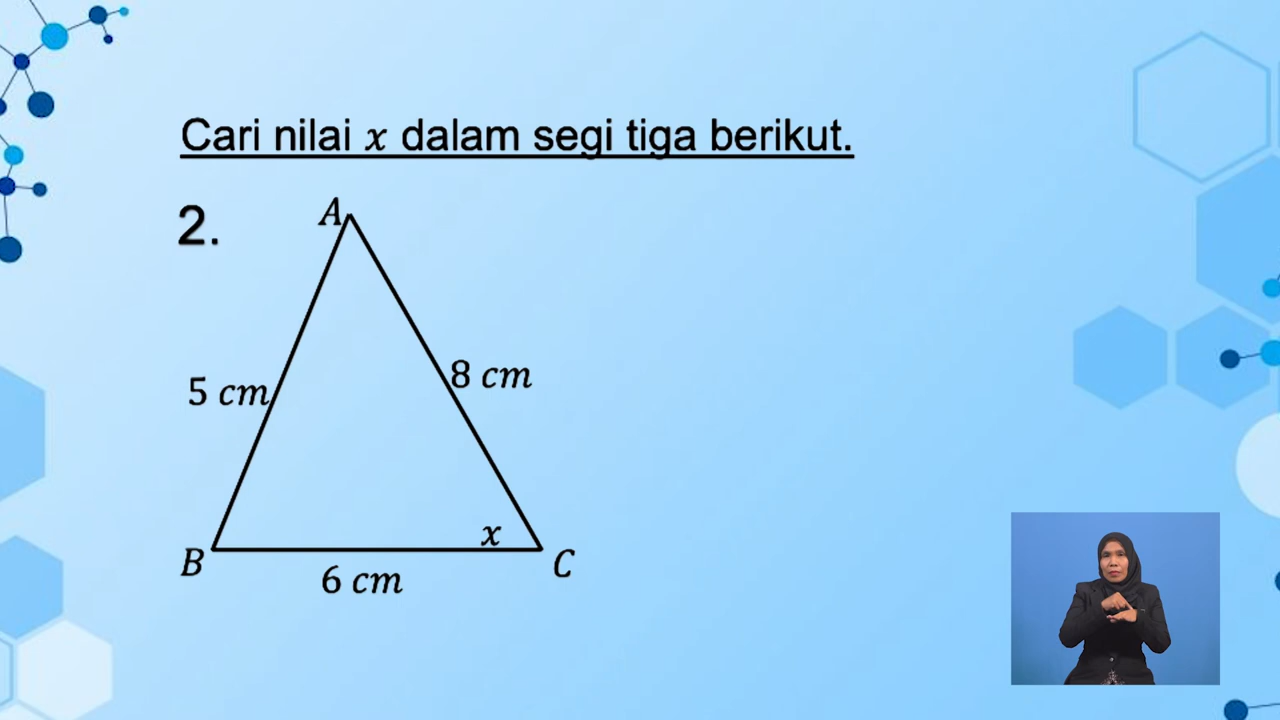 Cari nilai x dalam segi tiga berikut.
2.
A
5 cm
8 cm
x
B
6 cm
C